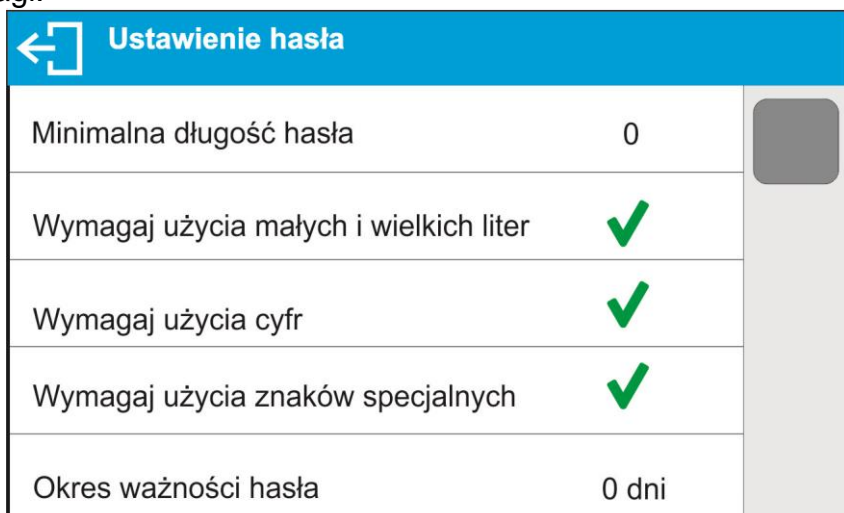 Ustawienie hasła
Minimalna długość hasła 0
Wymagaj użycia małych i wielkich liter
Wymagaj użycia cyfr
Wymagaj użycia znaków specjalnych
Okres ważności hasła 0 dni